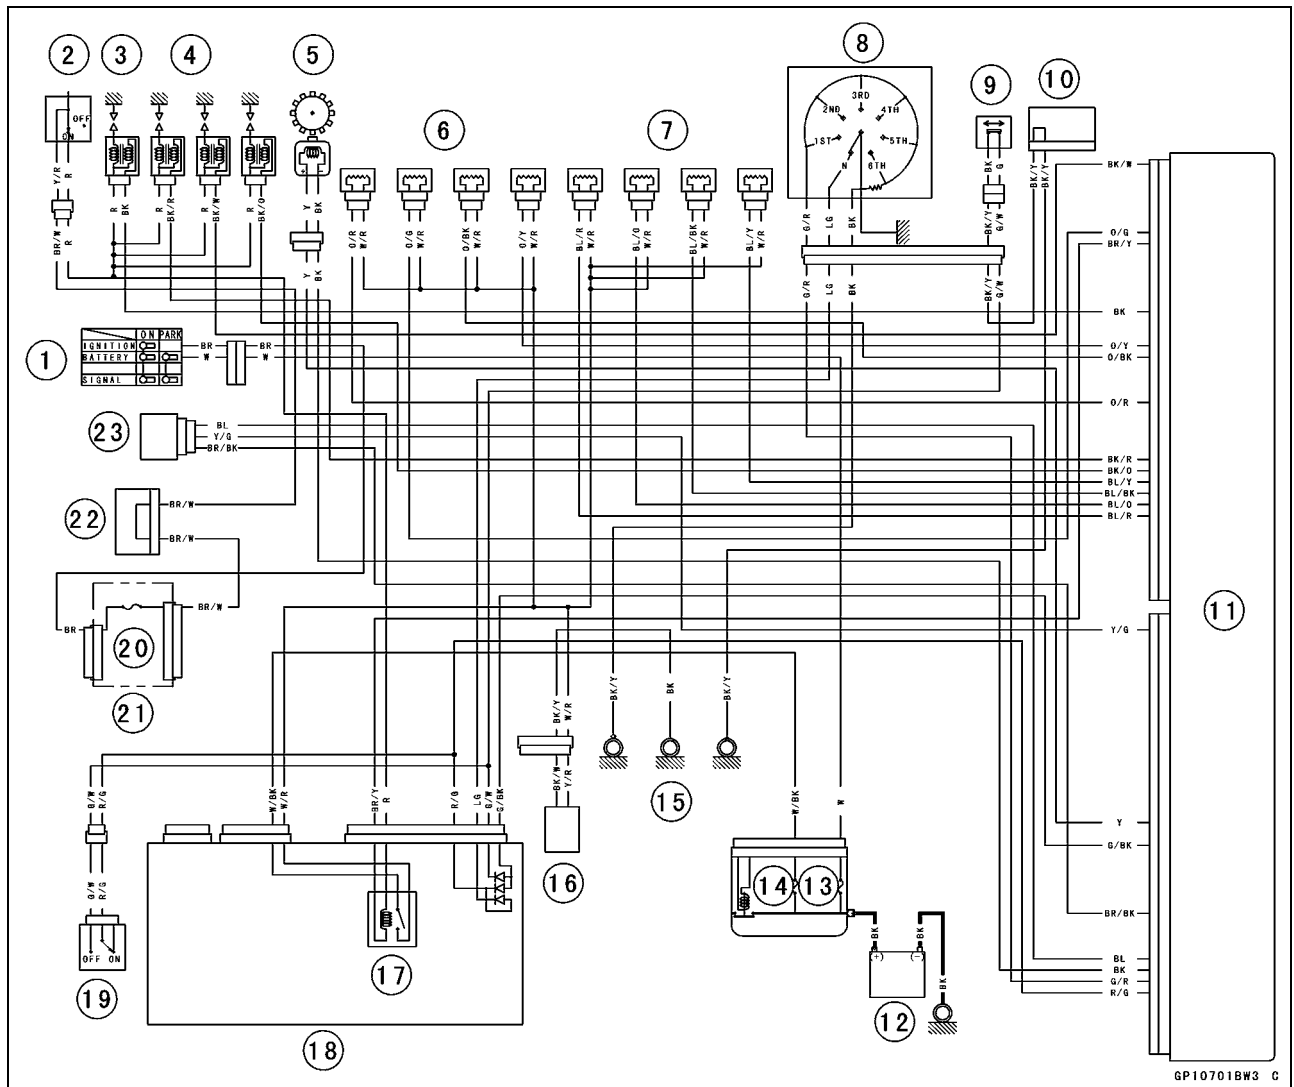 2 3 4 5 6 7 8 9 10
OFF
ON
3RD
2ND 4TH
1ST 5TH
N 6TH
Y/R R R BK R BK/R R BK/W R BK/O
+ -
Y BK
BK G
BK/Y BK/Y
BK/W
BR/W R
O/R W/R O/G W/R O/BK W/R O/Y W/R BL/R W/R BL/O W/R BL/BK W/R BL/Y W/R
G/R LG BK
BK/Y G/W
O/G
BR/Y
Y BK
G/R LG BK
BK/Y G/W
BK
1
ON PARK
IGNITION
BATTERY
SIGNAL
BR BR
W W
O/Y
O/BK
O/R
23
BL
Y/G
BR/BK
BK/R
BK/O
BL/Y
BL/BK
BL/O
BL/R
22
BR/W
BR/W
BR/W
BR
20
21
11
Y/G
BK/Y BK BK/Y
BK/Y W/R
BK/W Y/R
15
16
G/W R/G
W/BK W/R
BR/Y R
R/G LG G/W G/BK
W/BK W
Y
G/BK
14 13
G/W R/G
OFF ON
19
17
18
BK BK
(+) (-)
BK
12
BR/BK
BL
BK
G/R
R/G
GP10701BW3 C